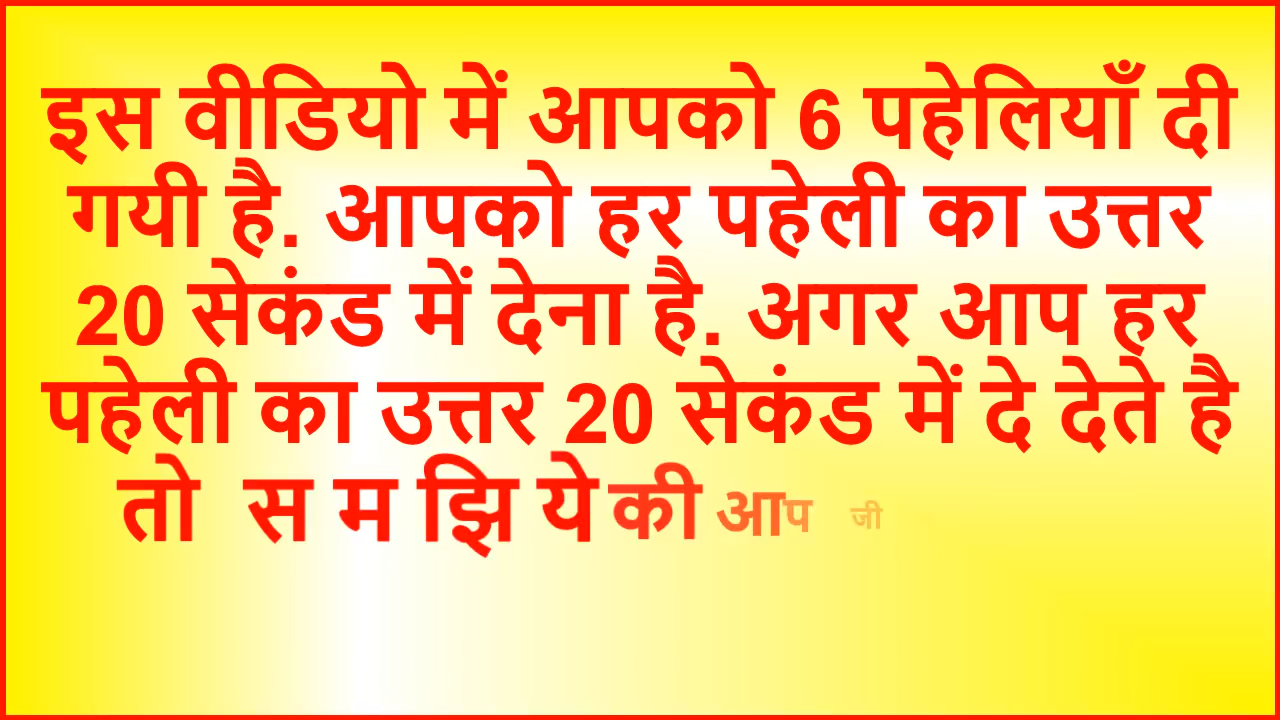 इस वीडियो में आपको 6 पहेलियाँ दी
गयी है. आपको हर पहेली का उत्तर
20 सेकंड में देना है. अगर आप हर
पहेली का उत्तर 20 सेकंड में दे देते है
तो समझिये की आप जी